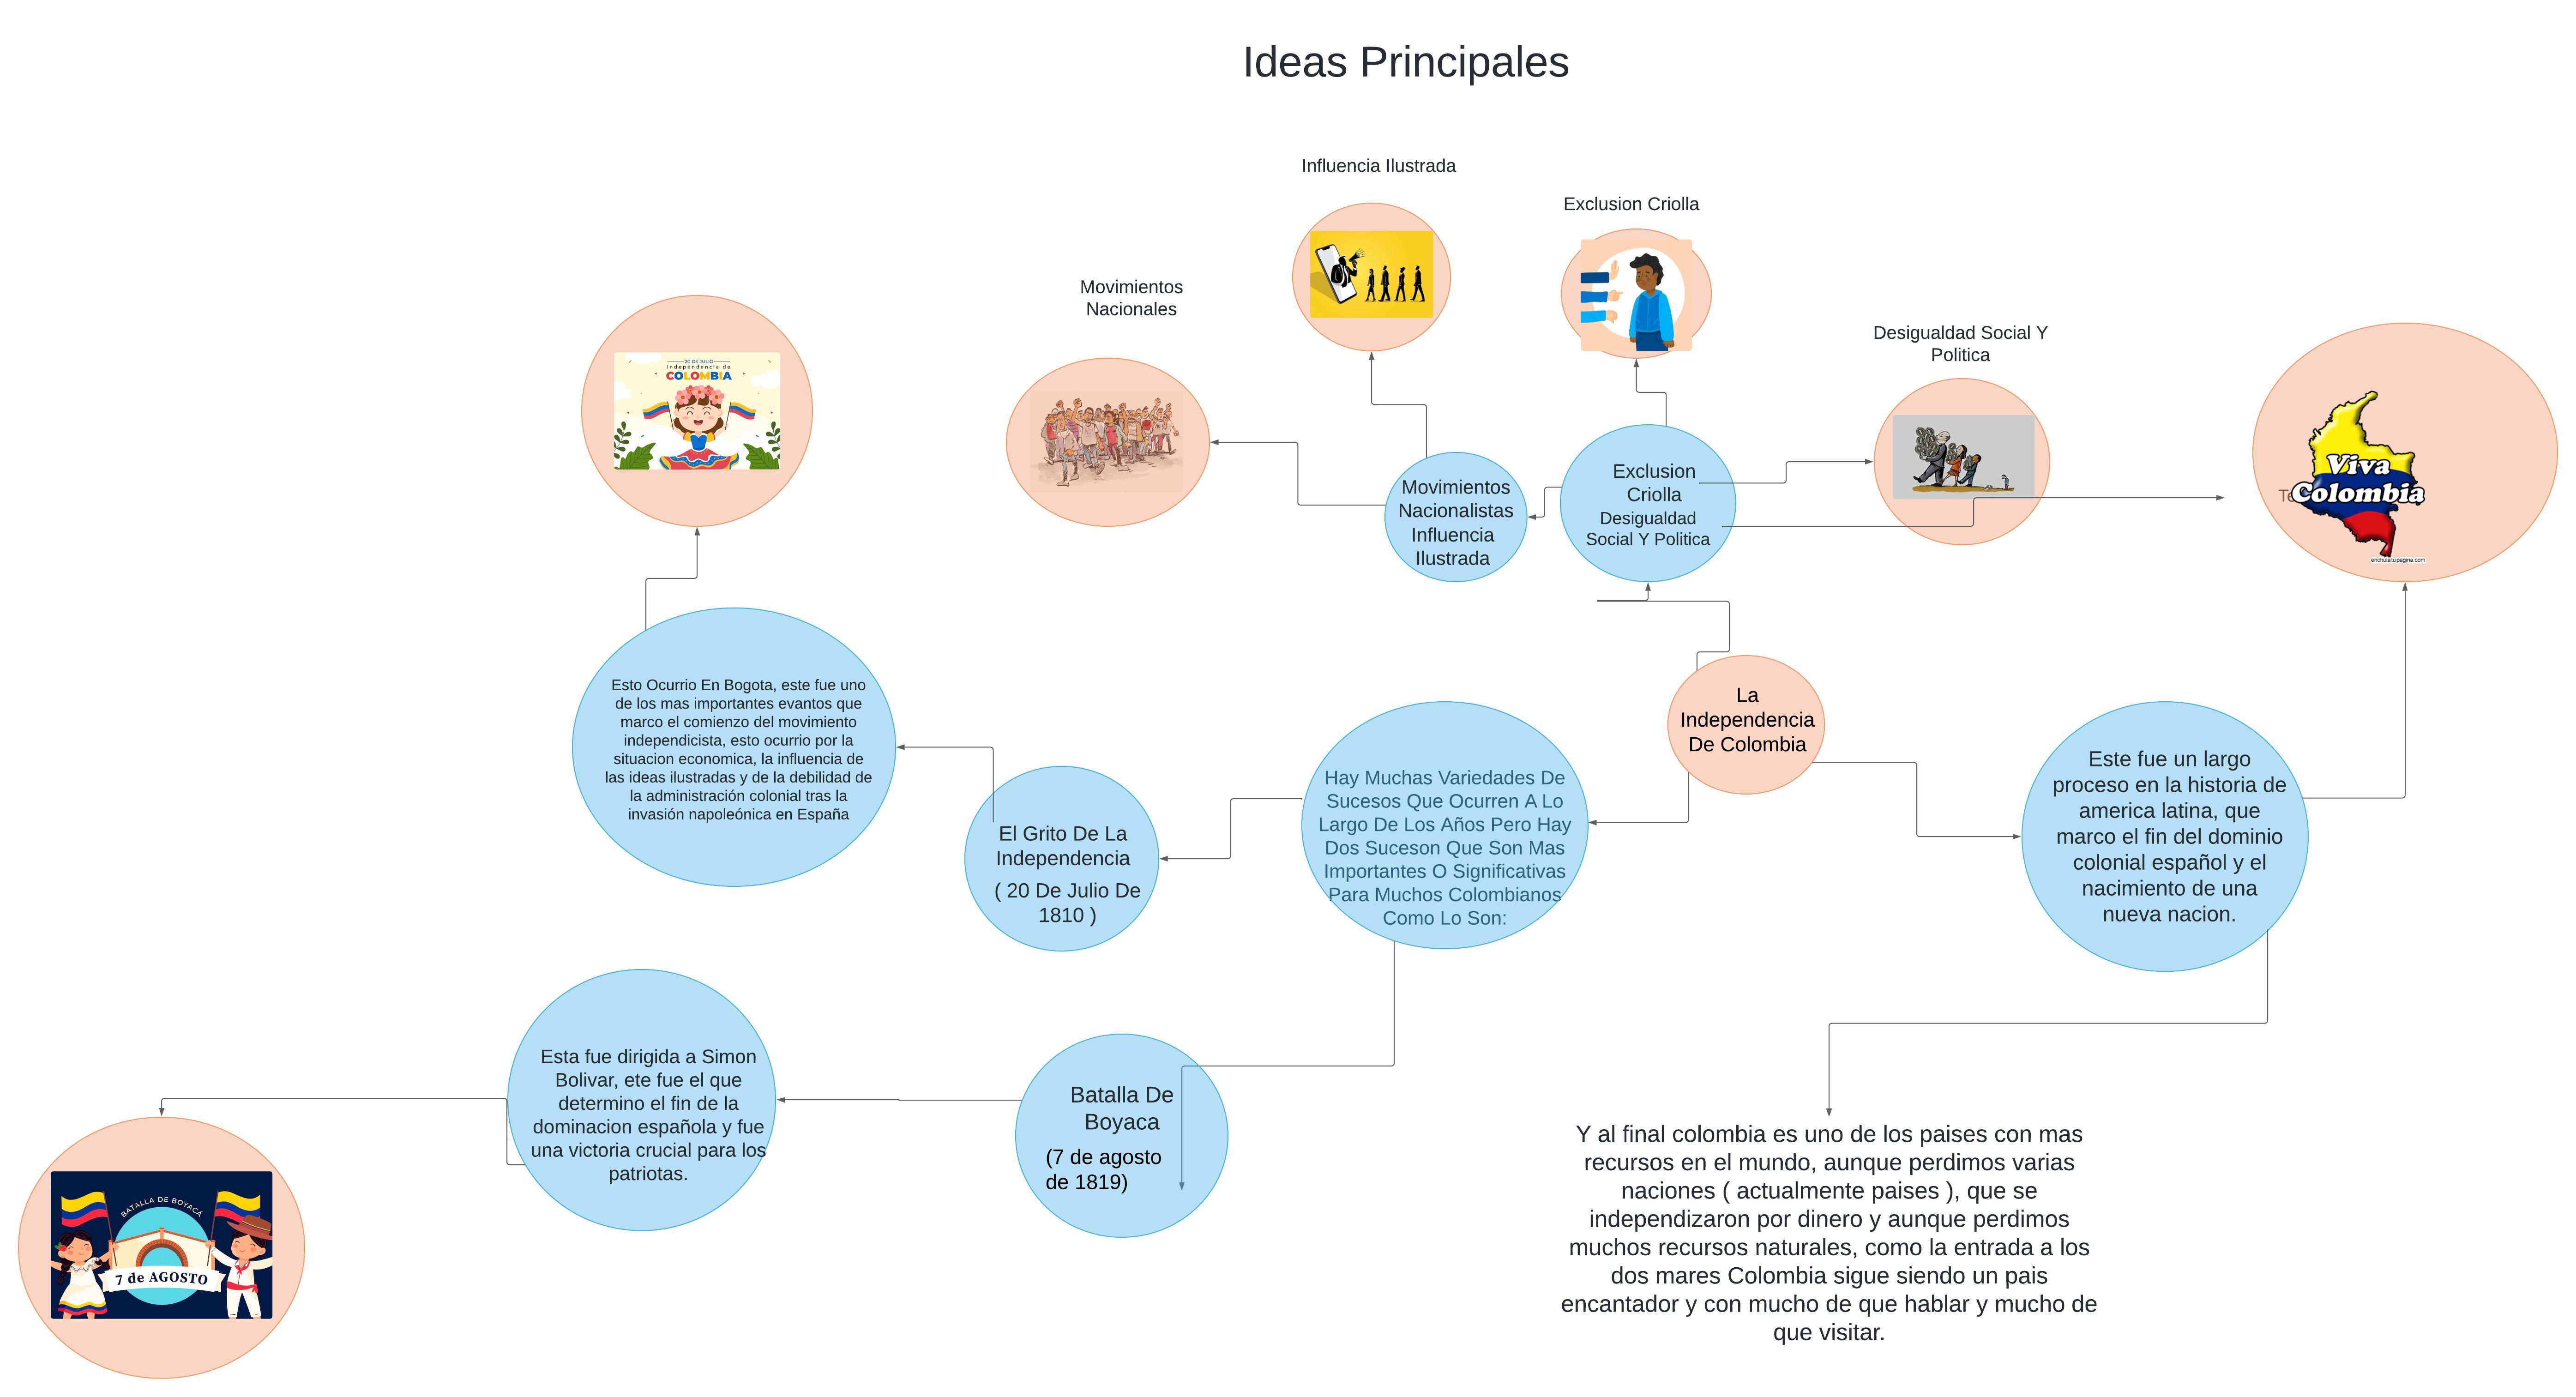 Ideas Principales
Influencia Ilustrada
Exclusion Criolla
Movimientos
Nacionales
Desigualdad Social Y
Politica
20 DE JULIO
Independencia de
COLOMBIA
Viva
Colombia
enchulatupagina.com
Exclusion
Criolla
Desigualdad
Social Y Politica
Movimientos
Nacionalistas
Influencia
Ilustrada
La
Independencia
De Colombia
Esto Ocurrio En Bogota, este fue uno
de los mas importantes evantos que
marco el comienzo del movimiento
independicista, esto ocurrio por la
situacion economica, la influencia de
las ideas ilustradas y de la debilidad de
la administración colonial tras la
invasión napoleónica en España
El Grito De La
Independencia
( 20 De Julio De
1810 )
Hay Muchas Variedades De
Sucesos Que Ocurren A Lo
Largo De Los Años Pero Hay
Dos Suceson Que Son Mas
Importantes O Significativas
Para Muchos Colombianos
Como Lo Son:
Este fue un largo
proceso en la historia de
america latina, que
marco el fin del dominio
colonial español y el
nacimiento de una
nueva nacion.
Esta fue dirigida a Simon
Bolivar, ete fue el que
determino el fin de la
dominacion española y fue
una victoria crucial para los
patriotas.
Batalla De
Boyaca
(7 de agosto
de 1819)
BATALLA DE BOYACÁ
7 de AGOSTO
Y al final colombia es uno de los paises con mas
recursos en el mundo, aunque perdimos varias
naciones ( actualmente paises ), que se
independizaron por dinero y aunque perdimos
muchos recursos naturales, como la entrada a los
dos mares Colombia sigue siendo un pais
encantador y con mucho de que hablar y mucho de
que visitar.